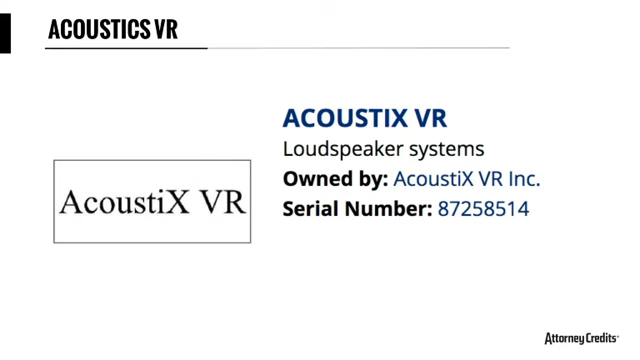 ACOUSTICS VR
ACOUSTIX VR
Loudspeaker systems
Owned by: AcoustiX VR Inc.
Serial Number: 87258514
AcoustiX VR
Attorney Credits